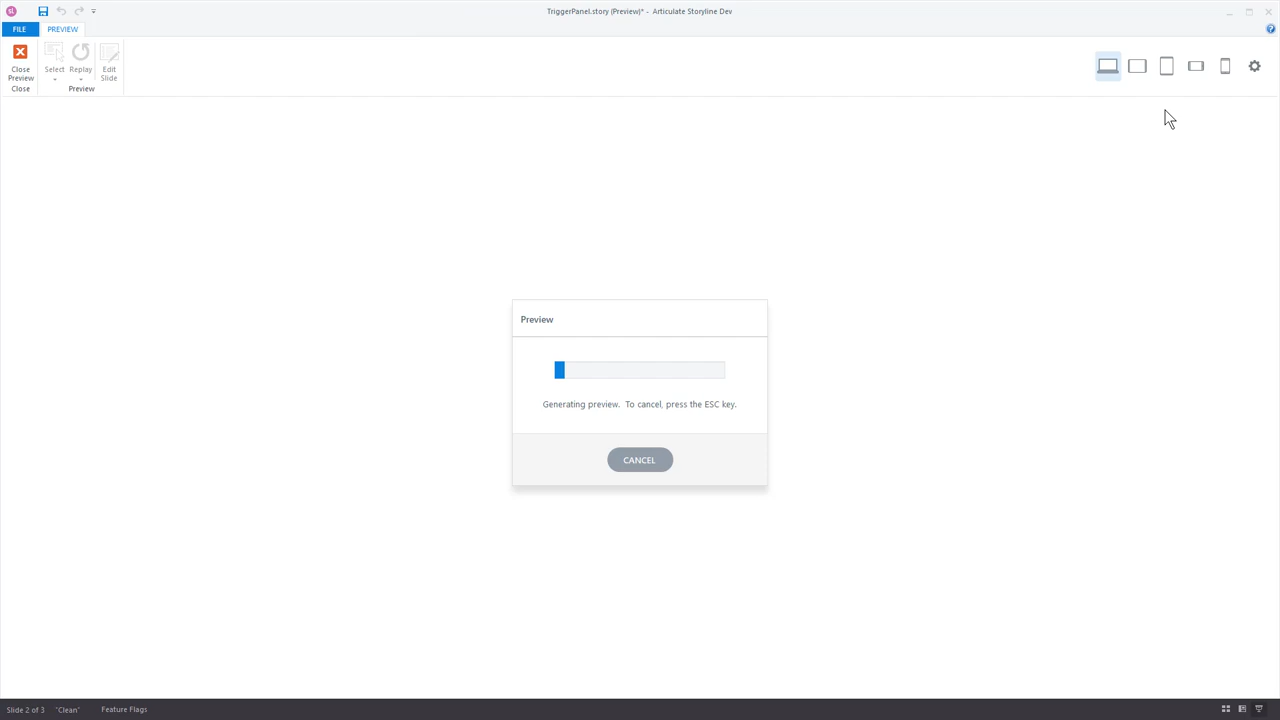 SL
TriggerPanel.story (Preview)* - Articulate Storyline Dev
FILE
PREVIEW
?
Close Preview
Select
Replay
Edit Slide
Close
Preview
Preview
Generating preview. To cancel, press the ESC key.
CANCEL
Slide 2 of 3
"Clean"
Feature Flags